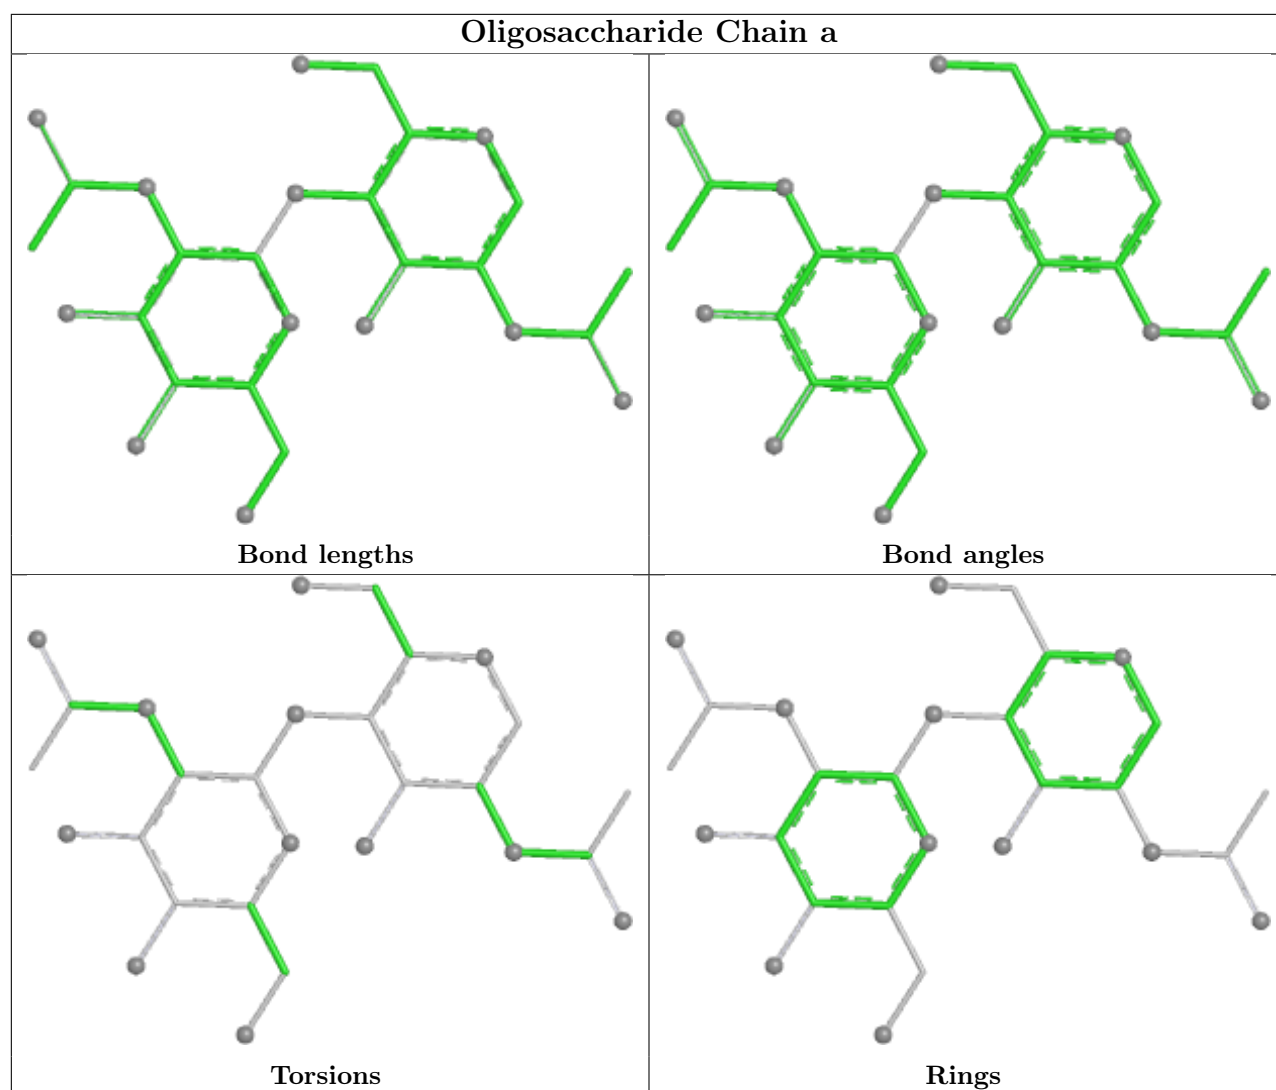 Oligosaccharide Chain a
Bond lengths
Bond angles
Torsions
Rings